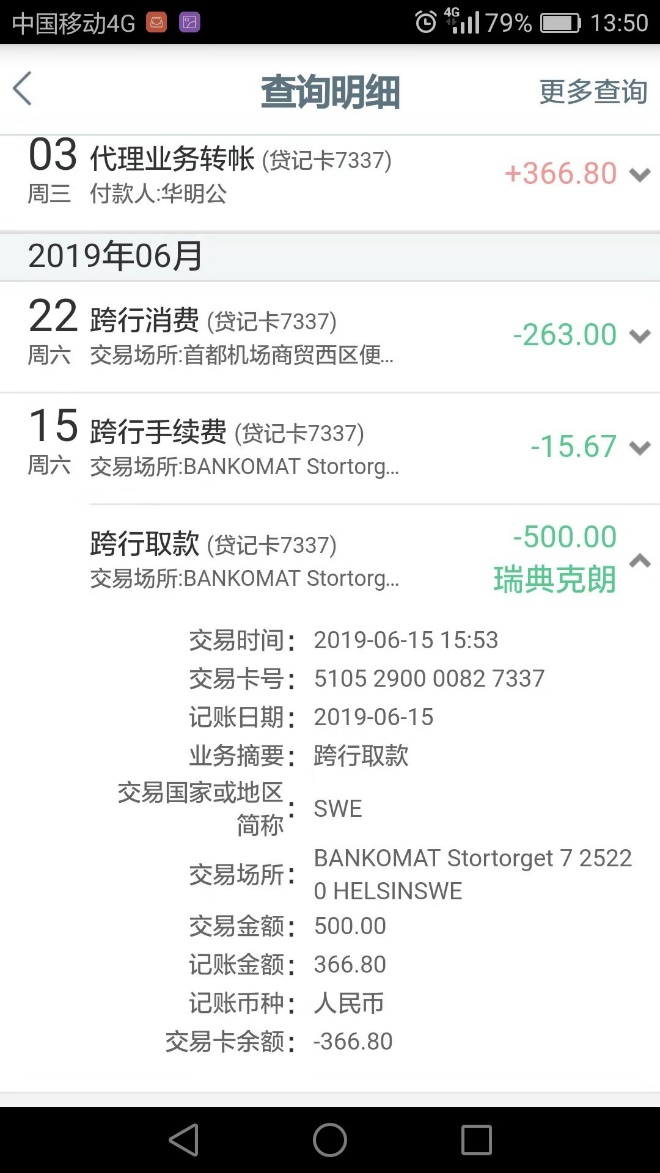 中国移动4G 4G 79% 13:50
查询明细 更多查询
03 代理业务转帐 (贷记卡7337) +366.80
周三 付款人:华明公
2019年06月
22 跨行消费 (贷记卡7337) -263.00
周六 交易场所:首都机场商贸西区便...
15 跨行手续费 (贷记卡7337) -15.67
周六 交易场所:BANKOMAT Stortorg...
跨行取款 (贷记卡7337) -500.00
交易场所:BANKOMAT Stortorg... 瑞典克朗
交易时间: 2019-06-15 15:53
交易卡号: 5105 2900 0082 7337
记账日期: 2019-06-15
业务摘要: 跨行取款
交易国家或地区
简称: SWE
交易场所: BANKOMAT Stortorget 7 2522
0 HELSINSWE
交易金额: 500.00
记账金额: 366.80
记账币种: 人民币
交易卡余额: -366.80